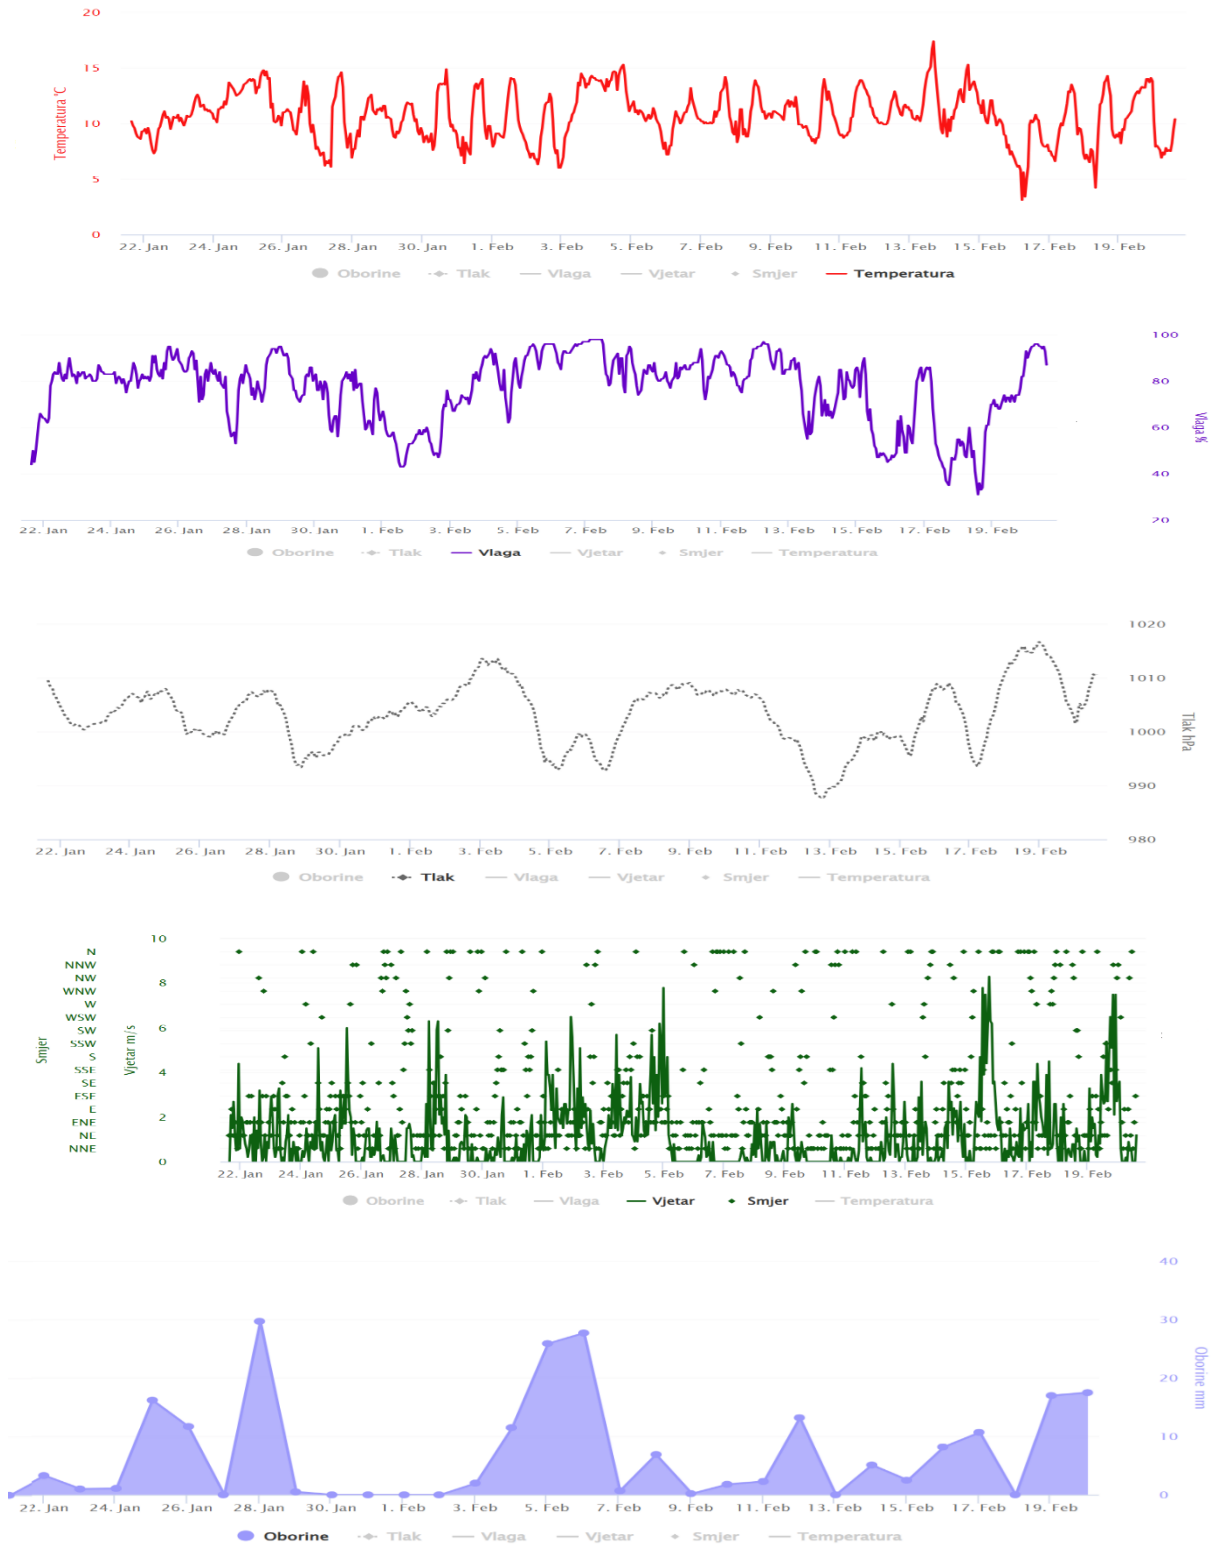 20
15
10
5
0
Temperatura °C
22. Jan 24. Jan 26. Jan 28. Jan 30. Jan 1. Feb 3. Feb 5. Feb 7. Feb 9. Feb 11. Feb 13. Feb 15. Feb 17. Feb 19. Feb
Oborine Tlak Vlaga Vjetar Smjer Temperatura
100
80
60
40
20
Vlaga %
22. Jan 24. Jan 26. Jan 28. Jan 30. Jan 1. Feb 3. Feb 5. Feb 7. Feb 9. Feb 11. Feb 13. Feb 15. Feb 17. Feb 19. Feb
Oborine Tlak Vlaga Vjetar Smjer Temperatura
1020
1010
1000
990
980
Tlak hPa
22. Jan 24. Jan 26. Jan 28. Jan 30. Jan 1. Feb 3. Feb 5. Feb 7. Feb 9. Feb 11. Feb 13. Feb 15. Feb 17. Feb 19. Feb
Oborine Tlak Vlaga Vjetar Smjer Temperatura
Smjer
N
NNW
NW
WNW
W
WSW
SW
SSW
S
SSE
SE
ESE
E
ENE
NE
NNE
Vjetar m/s
10
8
6
4
2
0
22. Jan 24. Jan 26. Jan 28. Jan 30. Jan 1. Feb 3. Feb 5. Feb 7. Feb 9. Feb 11. Feb 13. Feb 15. Feb 17. Feb 19. Feb
Oborine Tlak Vlaga Vjetar Smjer Temperatura
40
30
20
10
0
Oborine mm
22. Jan 24. Jan 26. Jan 28. Jan 30. Jan 1. Feb 3. Feb 5. Feb 7. Feb 9. Feb 11. Feb 13. Feb 15. Feb 17. Feb 19. Feb
Oborine Tlak Vlaga Vjetar Smjer Temperatura